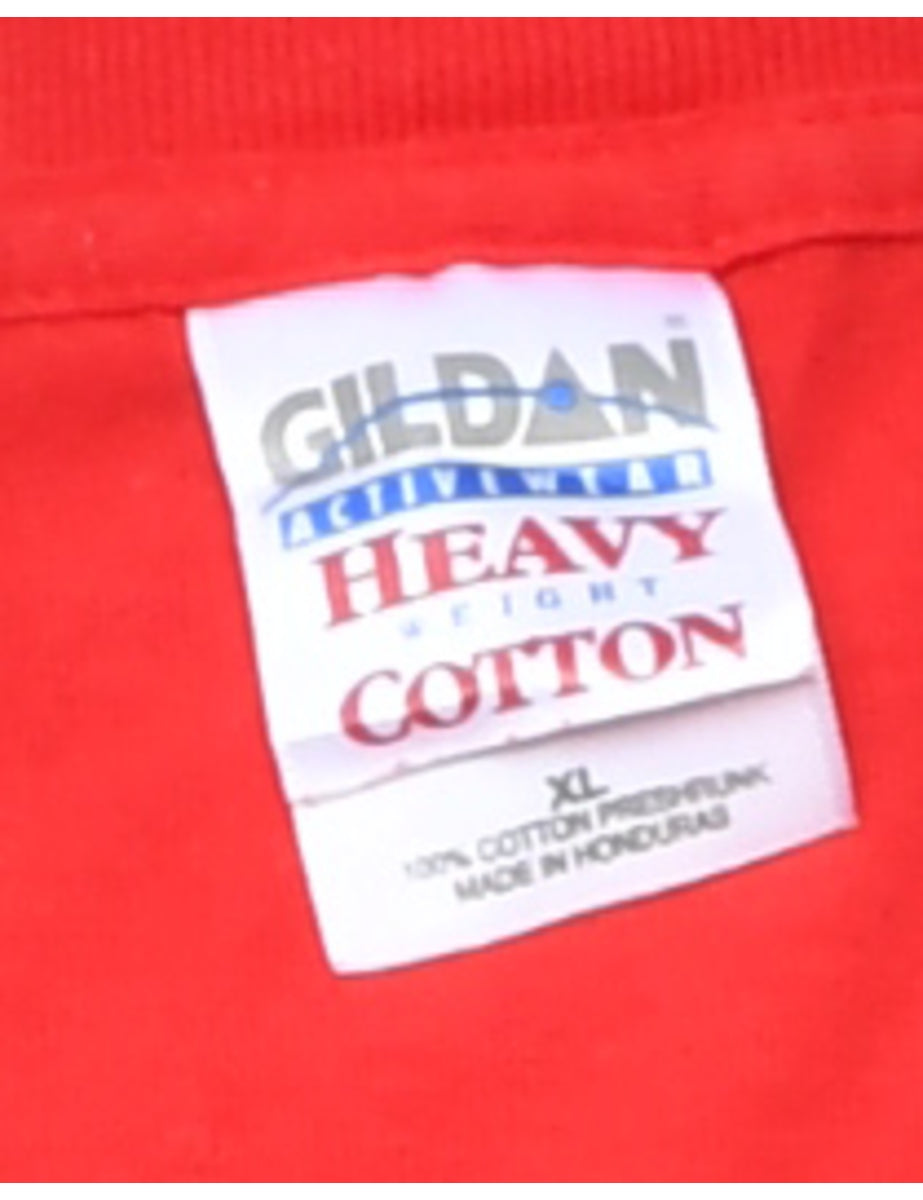 GILDAN
ACTIVEWEAR
HEAVY
WEIGHT
COTTON
XL
100% COTTON PRESHRUNK
MADE IN HONDURAS